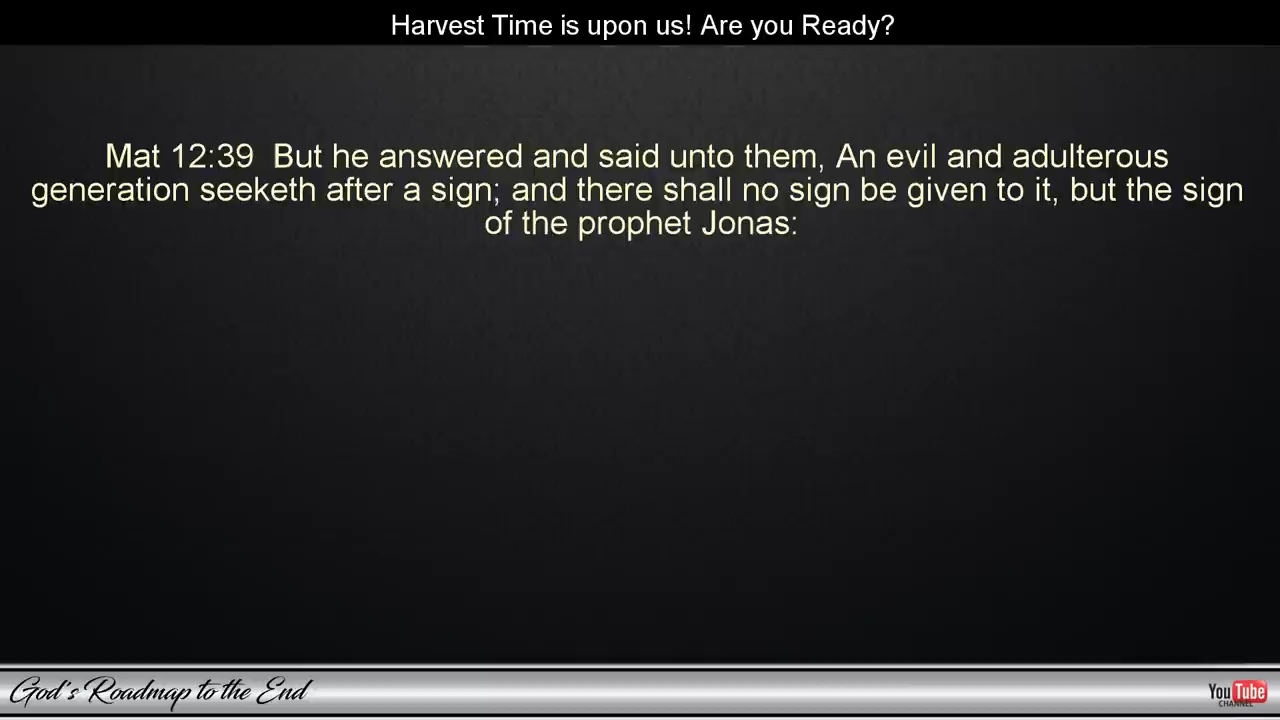 Harvest Time is upon us! Are you Ready?
Mat 12:39  But he answered and said unto them, An evil and adulterous
generation seeketh after a sign; and there shall no sign be given to it, but the sign
of the prophet Jonas:
God's Roadmap to the End
YouTube
CHANNEL